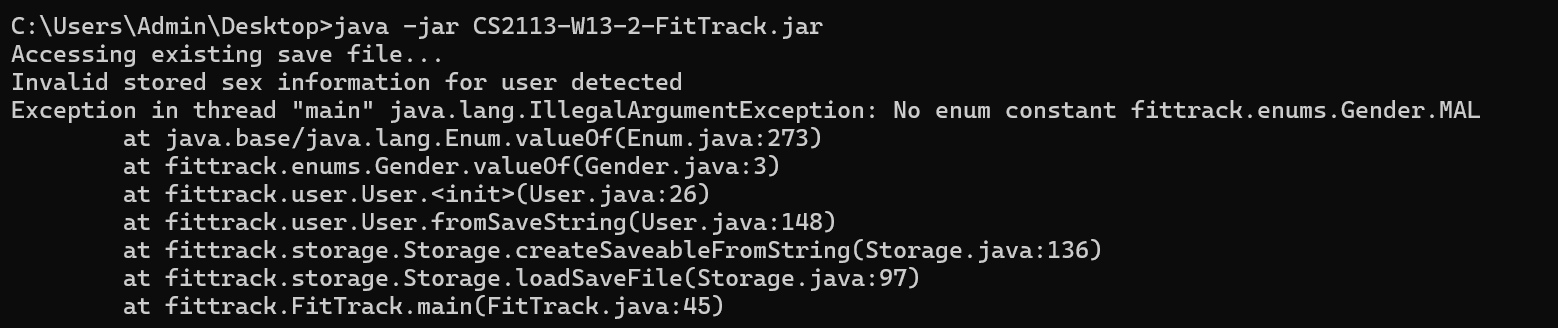 C:\Users\Admin\Desktop>java -jar CS2113-W13-2-FitTrack.jar
Accessing existing save file...
Invalid stored sex information for user detected
Exception in thread "main" java.lang.IllegalArgumentException: No enum constant fittrack.enums.Gender.MAL
        at java.base/java.lang.Enum.valueOf(Enum.java:273)
        at fittrack.enums.Gender.valueOf(Gender.java:3)
        at fittrack.user.User.<init>(User.java:26)
        at fittrack.user.User.fromSaveString(User.java:148)
        at fittrack.storage.Storage.createSaveableFromString(Storage.java:136)
        at fittrack.storage.Storage.loadSaveFile(Storage.java:97)
        at fittrack.FitTrack.main(FitTrack.java:45)